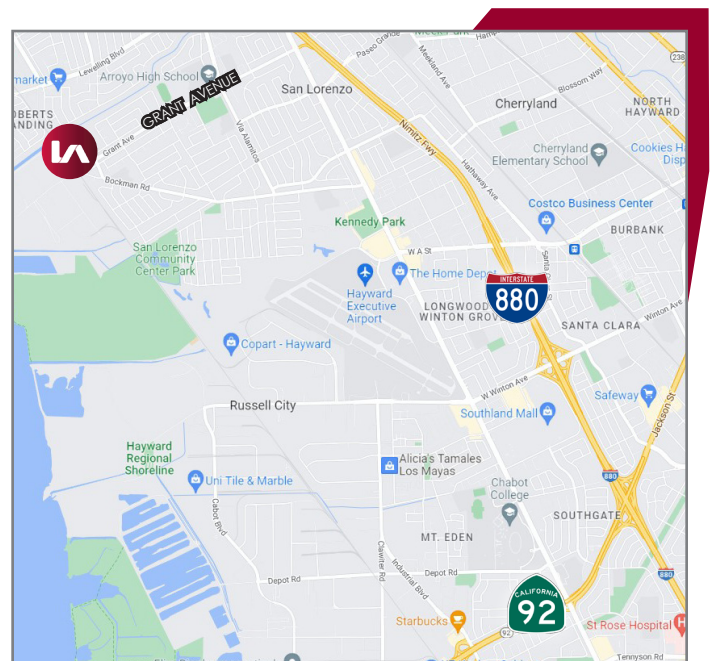 Lewelling Blvd
market
Arroyo High School
GRANT AVENUE
San Lorenzo
Paseo Grande
Meekland Ave
238
Blossom Way
Cherryland
NORTH
HAYWARD
Grant Ave
Via Alamitos
Nimitz Fwy
Hathaway Ave
Cherryland
Elementary School
Cookies
Bockman Rd
Costco Business Center
BURBANK
Kennedy Park
W A St
San Lorenzo
Community
Center Park
The Home Depot
Hayward
Executive
Airport
INTERSTATE
880
LONGWOOD
WINTON GROVE
SANTA CLARA
Winton Ave
Copart - Hayward
W Winton Ave
Russell City
Southland Mall
Safeway
Jackson St
Hayward
Regional
Shoreline
Alicia's Tamales
Los Mayas
Uni Tile & Marble
Chabot
College
880
Cabot Blvd
SOUTHGATE
MT. EDEN
Clawiter Rd
Industrial Blvd
Depot Rd
Depot Rd
880
CALIFORNIA
92
Starbucks
92
St Rose Hospital
Tennyson Rd